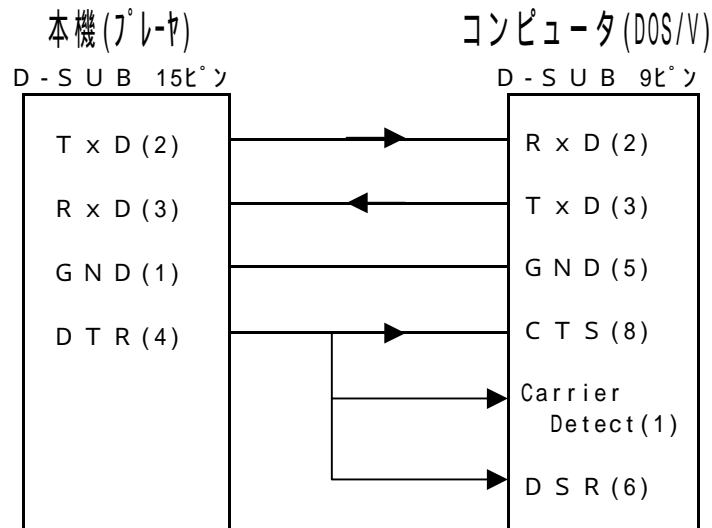 本機(ﾌﾟﾚｰﾔ)
コンピュータ(DOS/V)
D-SUB 15ﾋﾟﾝ
D-SUB 9ﾋﾟﾝ
TxD(2)
RxD(2)
RxD(3)
TxD(3)
GND(1)
GND(5)
DTR(4)
CTS(8)
Carrier
Detect(1)
DSR(6)